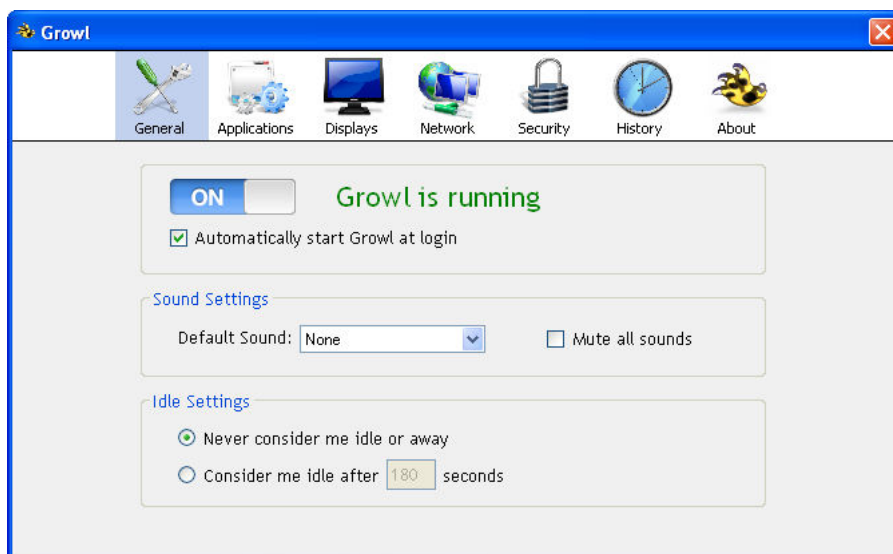 Growl
General Applications Displays Network Security History About
ON Growl is running
Automatically start Growl at login
Sound Settings
Default Sound: None Mute all sounds
Idle Settings
Never consider me idle or away
Consider me idle after 180 seconds